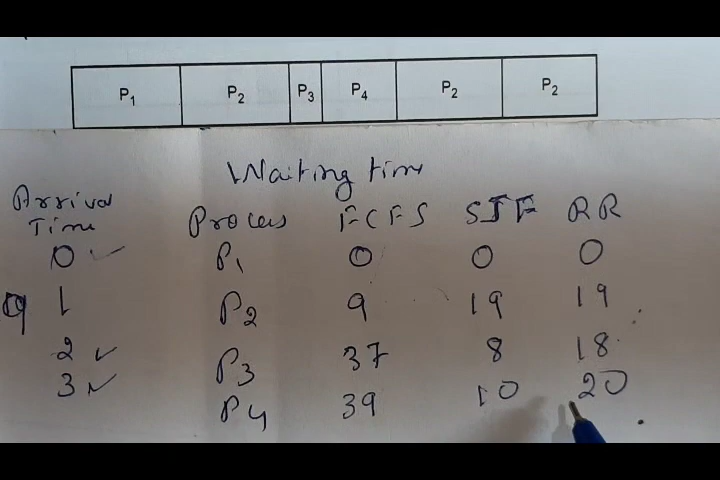 P1 P2 P3 P4 P2 P2
Waiting time
Arrival
Time Process FCFS SJF RR
0 P1 0 0 0
1 P2 9 19 19
2 P3 37 8 18
3 P4 39 10 20